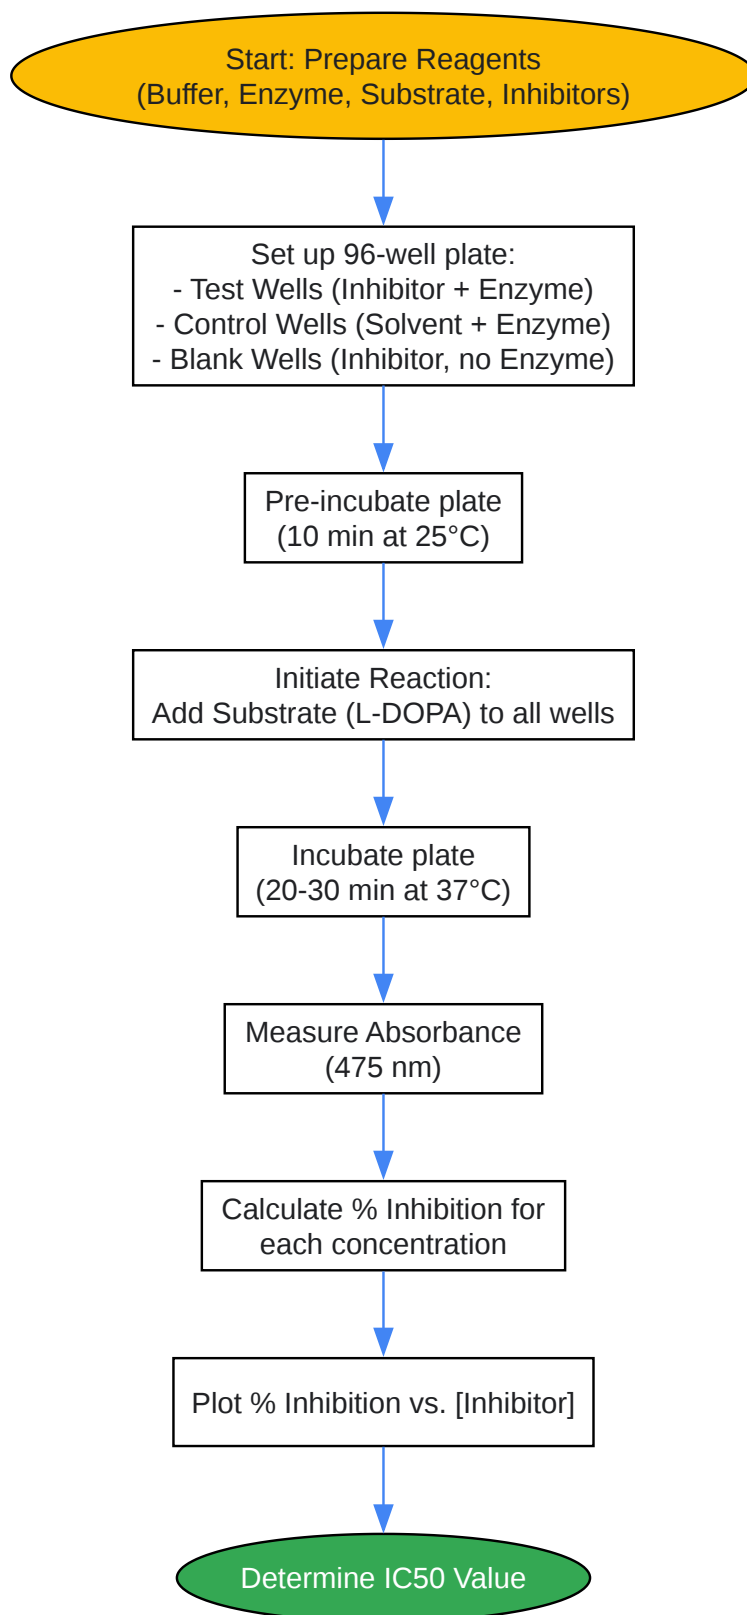 Start: Prepare Reagents
(Buffer, Enzyme, Substrate, Inhibitors)
Set up 96-well plate:
- Test Wells (Inhibitor + Enzyme)
- Control Wells (Solvent + Enzyme)
- Blank Wells (Inhibitor, no Enzyme)
Pre-incubate plate
(10 min at 25°C)
Initiate Reaction:
Add Substrate (L-DOPA) to all wells
Incubate plate
(20-30 min at 37°C)
Measure Absorbance
(475 nm)
Calculate % Inhibition for
each concentration
Plot % Inhibition vs. [Inhibitor]
Determine IC50 Value